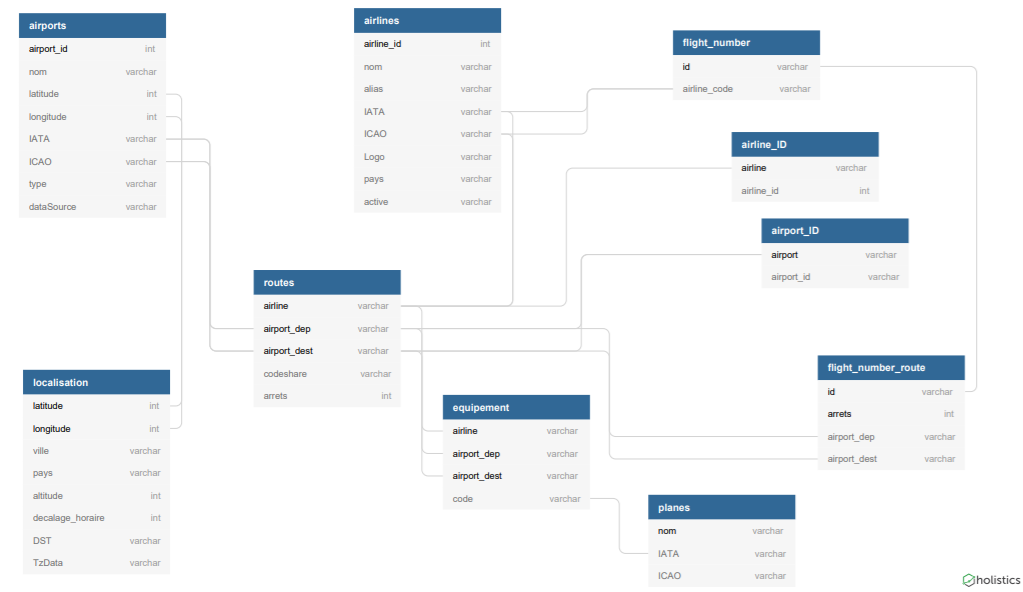 airports
airport_id int
nom varchar
latitude int
longitude int
IATA varchar
ICAO varchar
type varchar
dataSource varchar
airlines
airline_id int
nom varchar
alias varchar
IATA varchar
ICAO varchar
Logo varchar
pays varchar
active varchar
flight_number
id varchar
airline_code varchar
airline_ID
airline varchar
airline_id int
airport_ID
airport varchar
airport_id varchar
routes
airline varchar
airport_dep varchar
airport_dest varchar
codeshare varchar
arrets int
flight_number_route
id varchar
arrets int
airport_dep varchar
airport_dest varchar
localisation
latitude int
longitude int
ville varchar
pays varchar
altitude int
decalage_horaire int
DST varchar
TzData varchar
equipement
airline varchar
airport_dep varchar
airport_dest varchar
code varchar
planes
nom varchar
IATA varchar
ICAO varchar
holistics